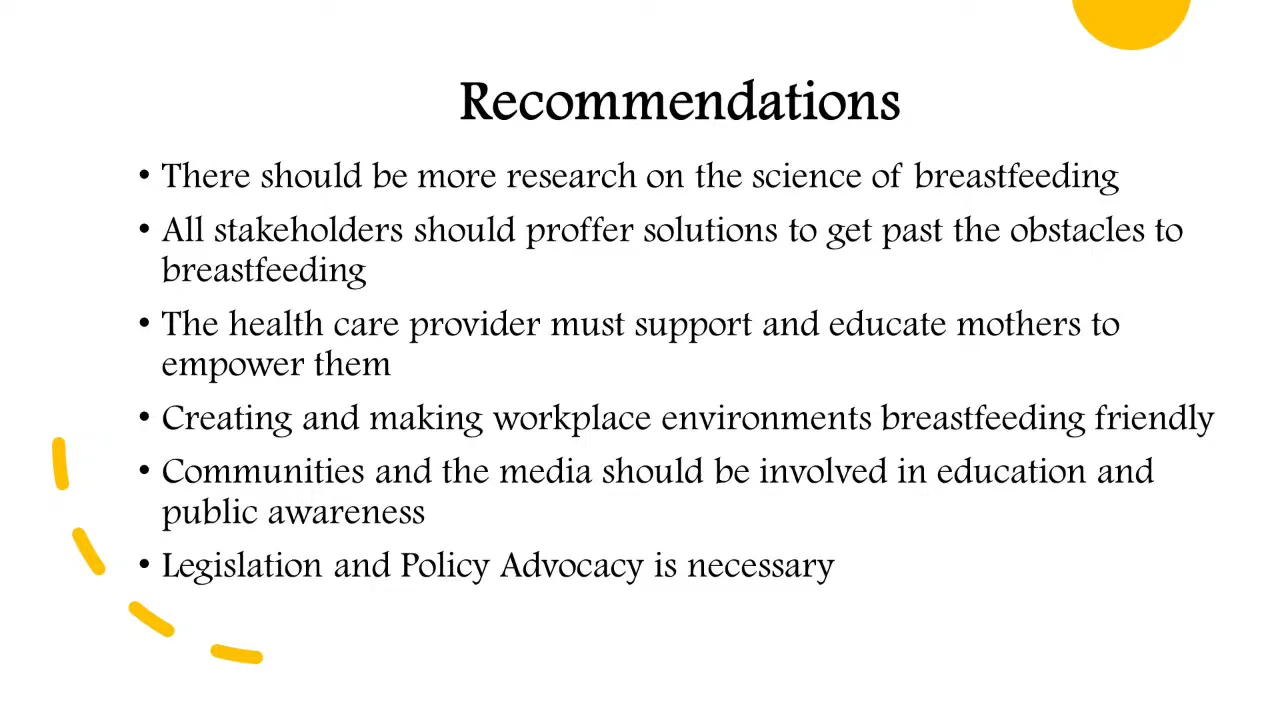 Recommendations
• There should be more research on the science of breastfeeding
• All stakeholders should proffer solutions to get past the obstacles to
breastfeeding
• The health care provider must support and educate mothers to
empower them
• Creating and making workplace environments breastfeeding friendly
• Communities and the media should be involved in education and
public awareness
• Legislation and Policy Advocacy is necessary